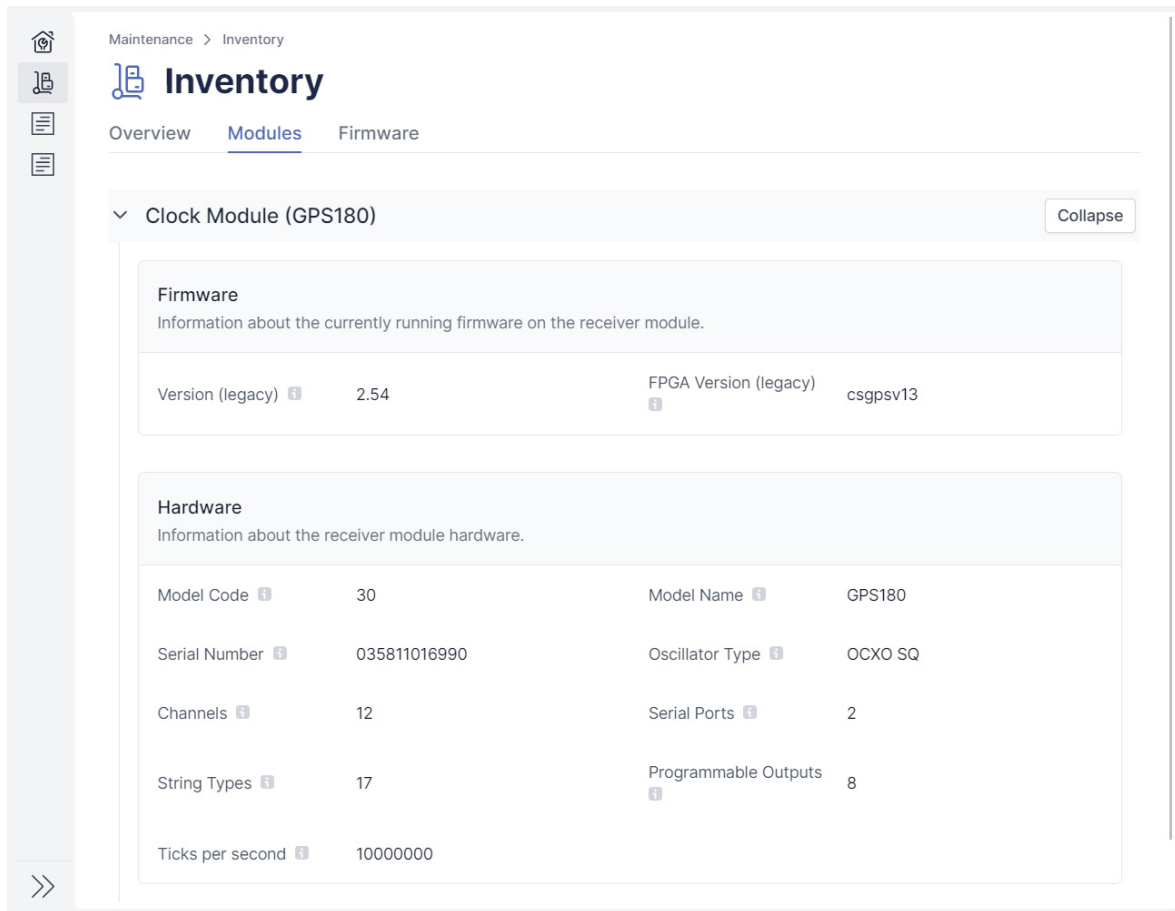 Maintenance > Inventory
Inventory
Overview Modules Firmware
Clock Module (GPS180) Collapse
Firmware
Information about the currently running firmware on the receiver module.
Version (legacy) 2.54 FPGA Version (legacy) csgpsv13
Hardware
Information about the receiver module hardware.
Model Code 30 Model Name GPS180
Serial Number 035811016990 Oscillator Type OCXO SQ
Channels 12 Serial Ports 2
String Types 17 Programmable Outputs 8
Ticks per second 10000000